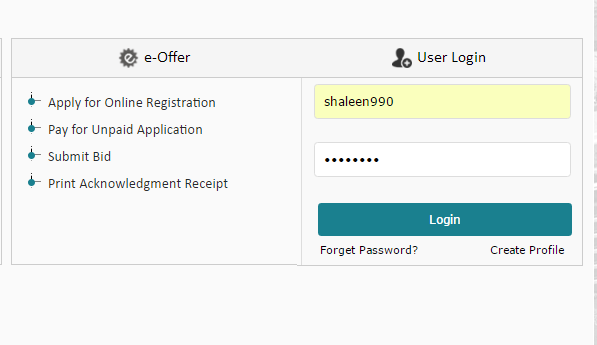 e-Offer
Apply for Online Registration
Pay for Unpaid Application
Submit Bid
Print Acknowledgment Receipt
User Login
shaleen990
••••••••
Login
Forget Password? Create Profile